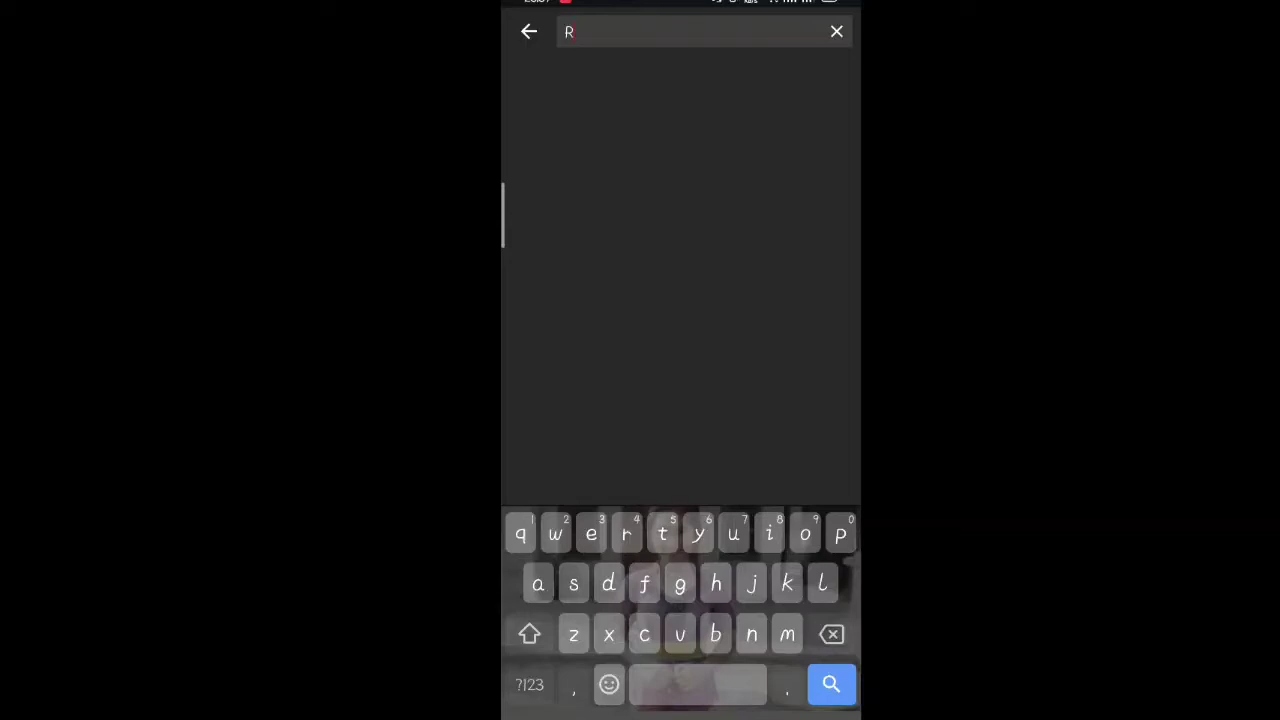 R
1 2 3 4 5 6 7 8 9 0
q w e r t y u i o p
a s d f g h j k l
z x c v b n m
?123 , .